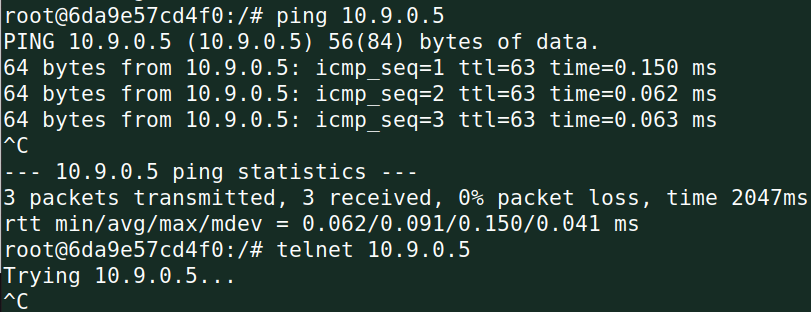 root@6da9e57cd4f0:/# ping 10.9.0.5
PING 10.9.0.5 (10.9.0.5) 56(84) bytes of data.
64 bytes from 10.9.0.5: icmp_seq=1 ttl=63 time=0.150 ms
64 bytes from 10.9.0.5: icmp_seq=2 ttl=63 time=0.062 ms
64 bytes from 10.9.0.5: icmp_seq=3 ttl=63 time=0.063 ms
^C
--- 10.9.0.5 ping statistics ---
3 packets transmitted, 3 received, 0% packet loss, time 2047ms
rtt min/avg/max/mdev = 0.062/0.091/0.150/0.041 ms
root@6da9e57cd4f0:/# telnet 10.9.0.5
Trying 10.9.0.5...
^C